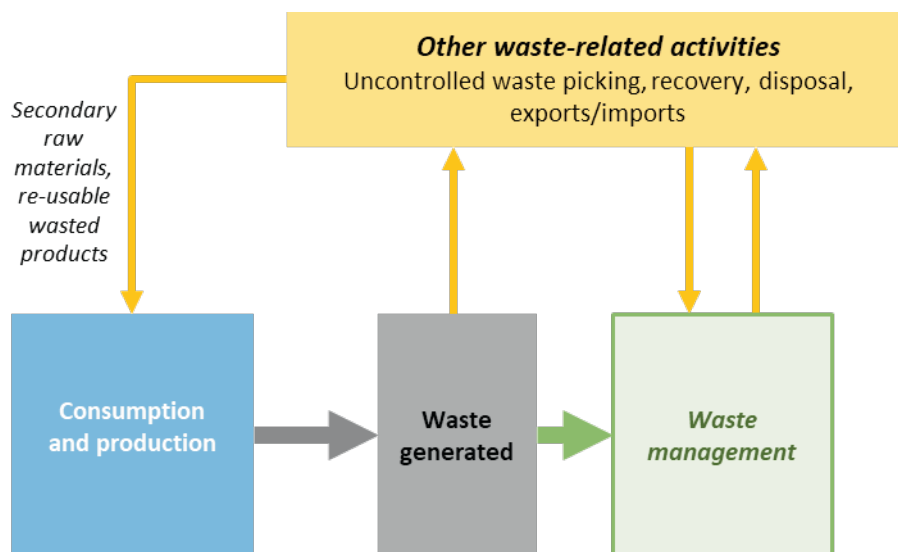 Other waste-related activities
Uncontrolled waste picking, recovery, disposal,
exports/imports
Secondary
raw
materials,
re-usable
wasted
products
Consumption
and production
Waste
generated
Waste
management